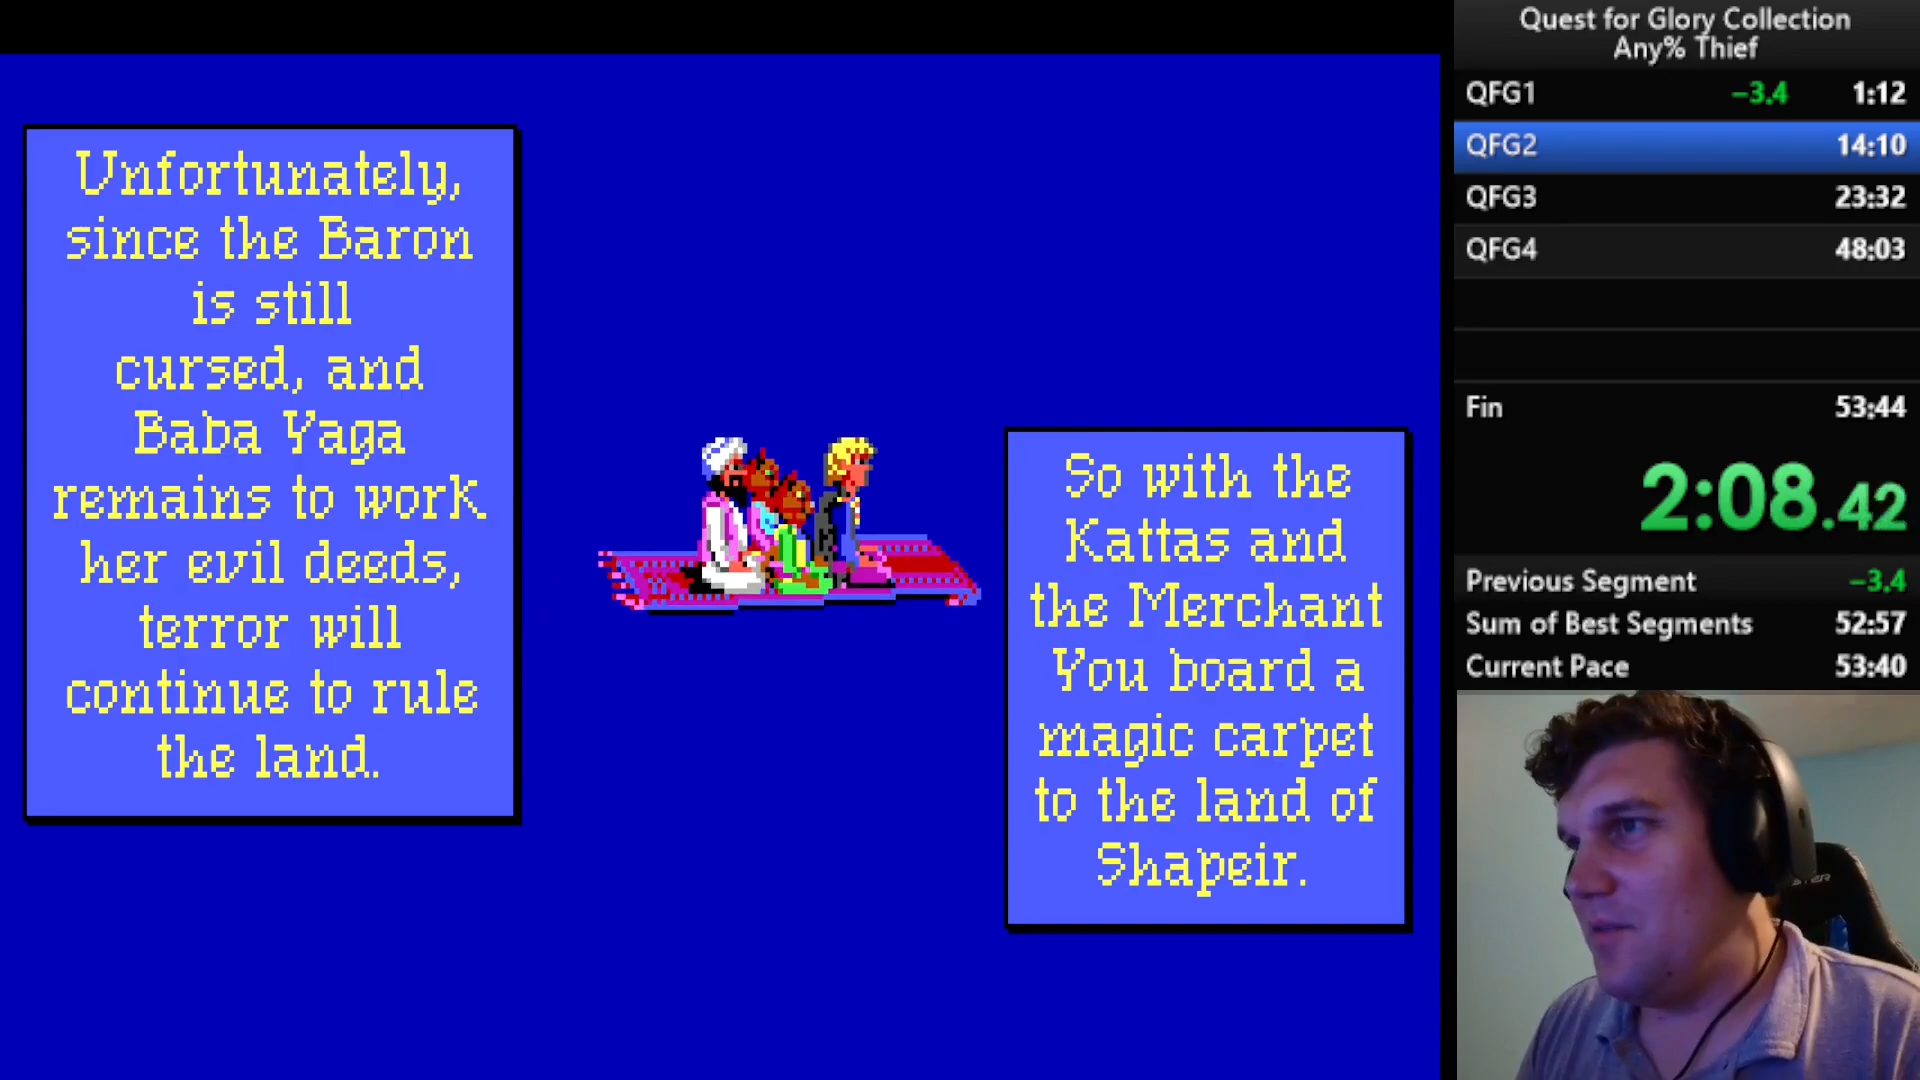 Unfortunately,
since the Baron
is still
cursed, and
Baba Yaga
remains to work
her evil deeds,
terror will
continue to rule
the land.
So with the
Kattas and
the Merchant
You board a
magic carpet
to the land of
Shapeir.
Quest for Glory Collection
Any% Thief
QFG1 -3.4 1:12
QFG2 14:10
QFG3 23:32
QFG4 48:03
Fin 53:44
2:08.42
Previous Segment -3.4
Sum of Best Segments 52:57
Current Pace 53:40